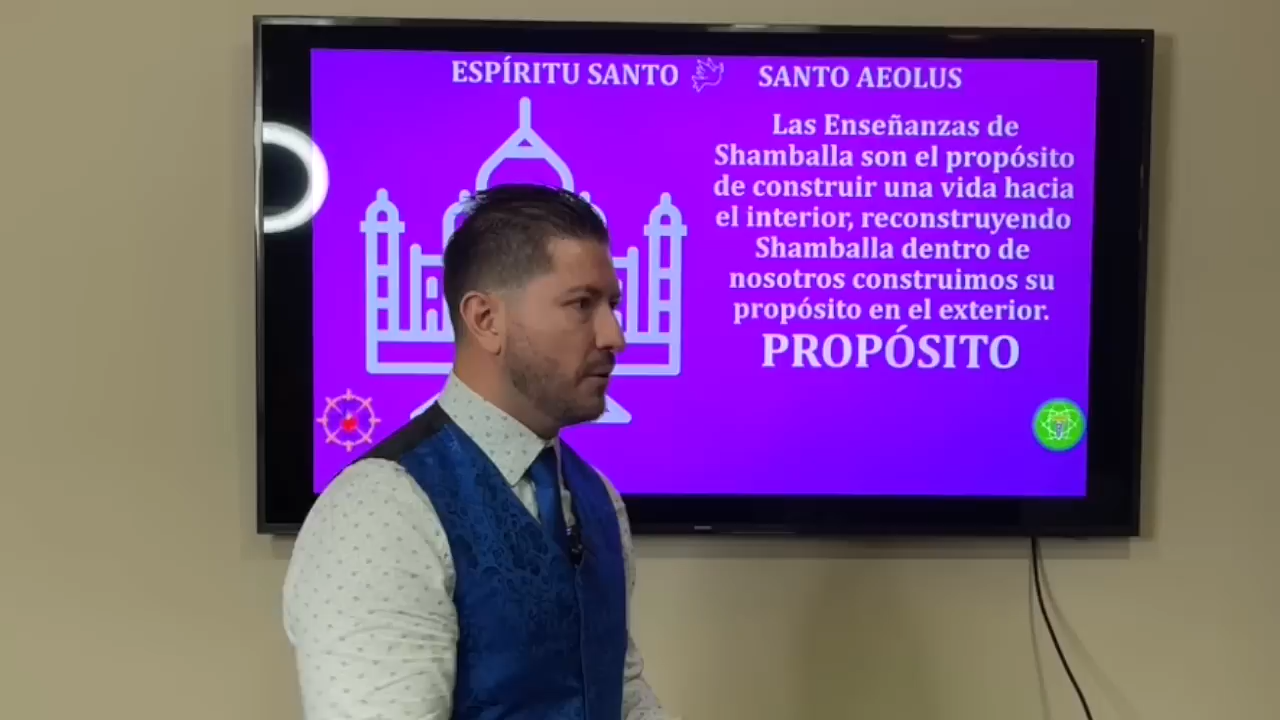 ESPÍRITU SANTO SANTO AEOLUS
Las Enseñanzas de
Shamballa son el propósito
de construir una vida hacia
el interior, reconstruyendo
Shamballa dentro de
nosotros construimos su
propósito en el exterior.
PROPÓSITO